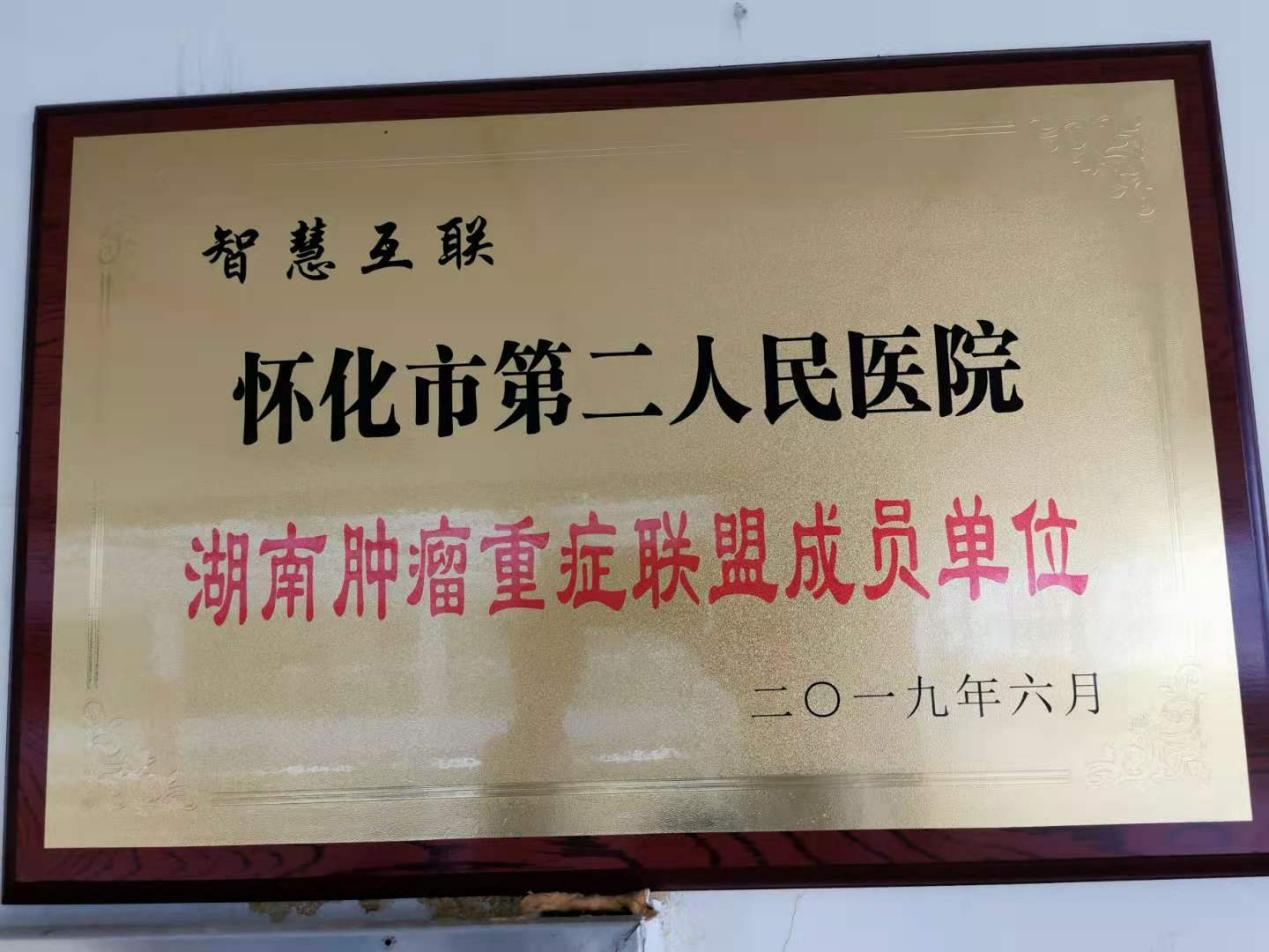 智慧互联
怀化市第二人民医院
湖南肿瘤重症联盟成员单位
二〇一九年六月